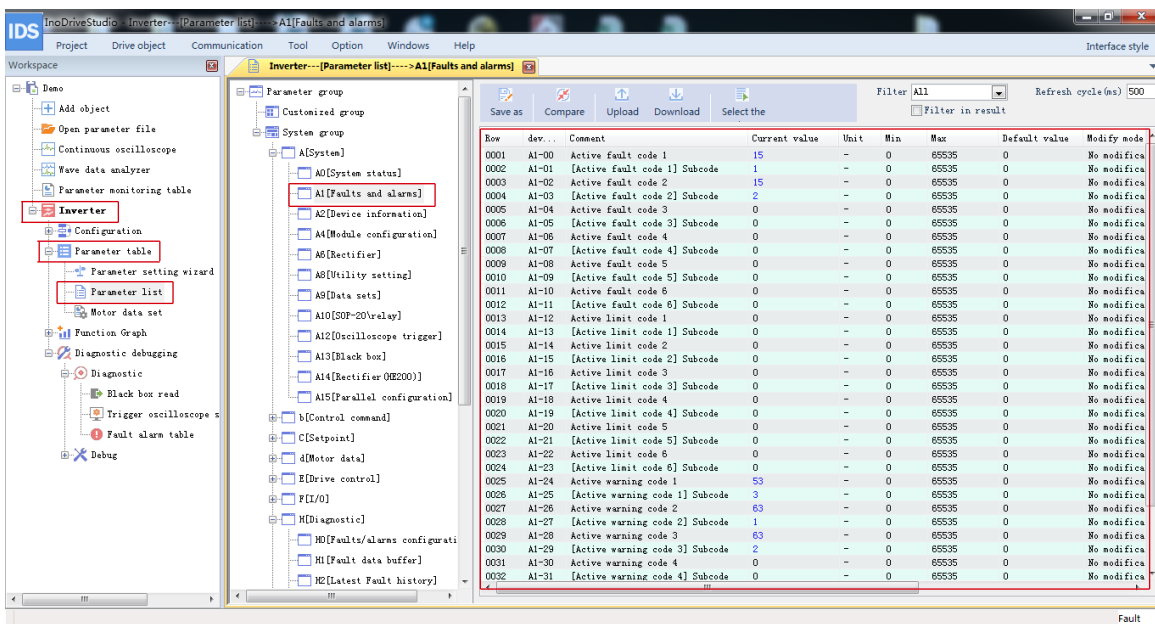 IDS InoDriveStudio - Inverter---[Parameter list]---->A1[Faults and alarms]
Project Drive object Communication Tool Option Windows Help Interface style
Workspace
Demo
Add object
Open parameter file
Continuous oscilloscope
Wave data analyzer
Parameter monitoring table
Inverter
Configuration
Parameter table
Parameter setting wizard
Parameter list
Motor data set
Function Graph
Diagnostic debugging
Diagnostic
Black box read
Trigger oscilloscope s
Fault alarm table
Debug
Inverter---[Parameter list]---->A1[Faults and alarms]
Parameter group
Customized group
System group
A[System]
A0[System status]
A1[Faults and alarms]
A2[Device information]
A4[Module configuration]
A6[Rectifier]
A8[Utility setting]
A9[Data sets]
A10[SOP-20\relay]
A12[Oscilloscope trigger]
A13[Black box]
A14[Rectifier(HE200)]
A15[Parallel configuration]
b[Control command]
C[Setpoint]
d[Motor data]
E[Drive control]
F[I/O]
H[Diagnostic]
H0[Faults/alarms configurati
H1[Fault data buffer]
H2[Latest Fault history]
Save as Compare Upload Download Select the
Filter All Refresh cycle(ms) 500
Filter in result
Row dev... Comment Current value Unit Min Max Default value Modify mode
0001 A1-00 Active fault code 1 15 - 0 65535 0 No modifica
0002 A1-01 [Active fault code 1] Subcode 1 - 0 65535 0 No modifica
0003 A1-02 Active fault code 2 15 - 0 65535 0 No modifica
0004 A1-03 [Active fault code 2] Subcode 2 - 0 65535 0 No modifica
0005 A1-04 Active fault code 3 0 - 0 65535 0 No modifica
0006 A1-05 [Active fault code 3] Subcode 0 - 0 65535 0 No modifica
0007 A1-06 Active fault code 4 0 - 0 65535 0 No modifica
0008 A1-07 [Active fault code 4] Subcode 0 - 0 65535 0 No modifica
0009 A1-08 Active fault code 5 0 - 0 65535 0 No modifica
0010 A1-09 [Active fault code 5] Subcode 0 - 0 65535 0 No modifica
0011 A1-10 Active fault code 6 0 - 0 65535 0 No modifica
0012 A1-11 [Active fault code 6] Subcode 0 - 0 65535 0 No modifica
0013 A1-12 Active limit code 1 0 - 0 65535 0 No modifica
0014 A1-13 [Active limit code 1] Subcode 0 - 0 65535 0 No modifica
0015 A1-14 Active limit code 2 0 - 0 65535 0 No modifica
0016 A1-15 [Active limit code 2] Subcode 0 - 0 65535 0 No modifica
0017 A1-16 Active limit code 3 0 - 0 65535 0 No modifica
0018 A1-17 [Active limit code 3] Subcode 0 - 0 65535 0 No modifica
0019 A1-18 Active limit code 4 0 - 0 65535 0 No modifica
0020 A1-19 [Active limit code 4] Subcode 0 - 0 65535 0 No modifica
0021 A1-20 Active limit code 5 0 - 0 65535 0 No modifica
0022 A1-21 [Active limit code 5] Subcode 0 - 0 65535 0 No modifica
0023 A1-22 Active limit code 6 0 - 0 65535 0 No modifica
0024 A1-23 [Active limit code 6] Subcode 0 - 0 65535 0 No modifica
0025 A1-24 Active warning code 1 53 - 0 65535 0 No modifica
0026 A1-25 [Active warning code 1] Subcode 3 - 0 65535 0 No modifica
0027 A1-26 Active warning code 2 63 - 0 65535 0 No modifica
0028 A1-27 [Active warning code 2] Subcode 1 - 0 65535 0 No modifica
0029 A1-28 Active warning code 3 63 - 0 65535 0 No modifica
0030 A1-29 [Active warning code 3] Subcode 2 - 0 65535 0 No modifica
0031 A1-30 Active warning code 4 0 - 0 65535 0 No modifica
0032 A1-31 [Active warning code 4] Subcode 0 - 0 65535 0 No modifica
Fault